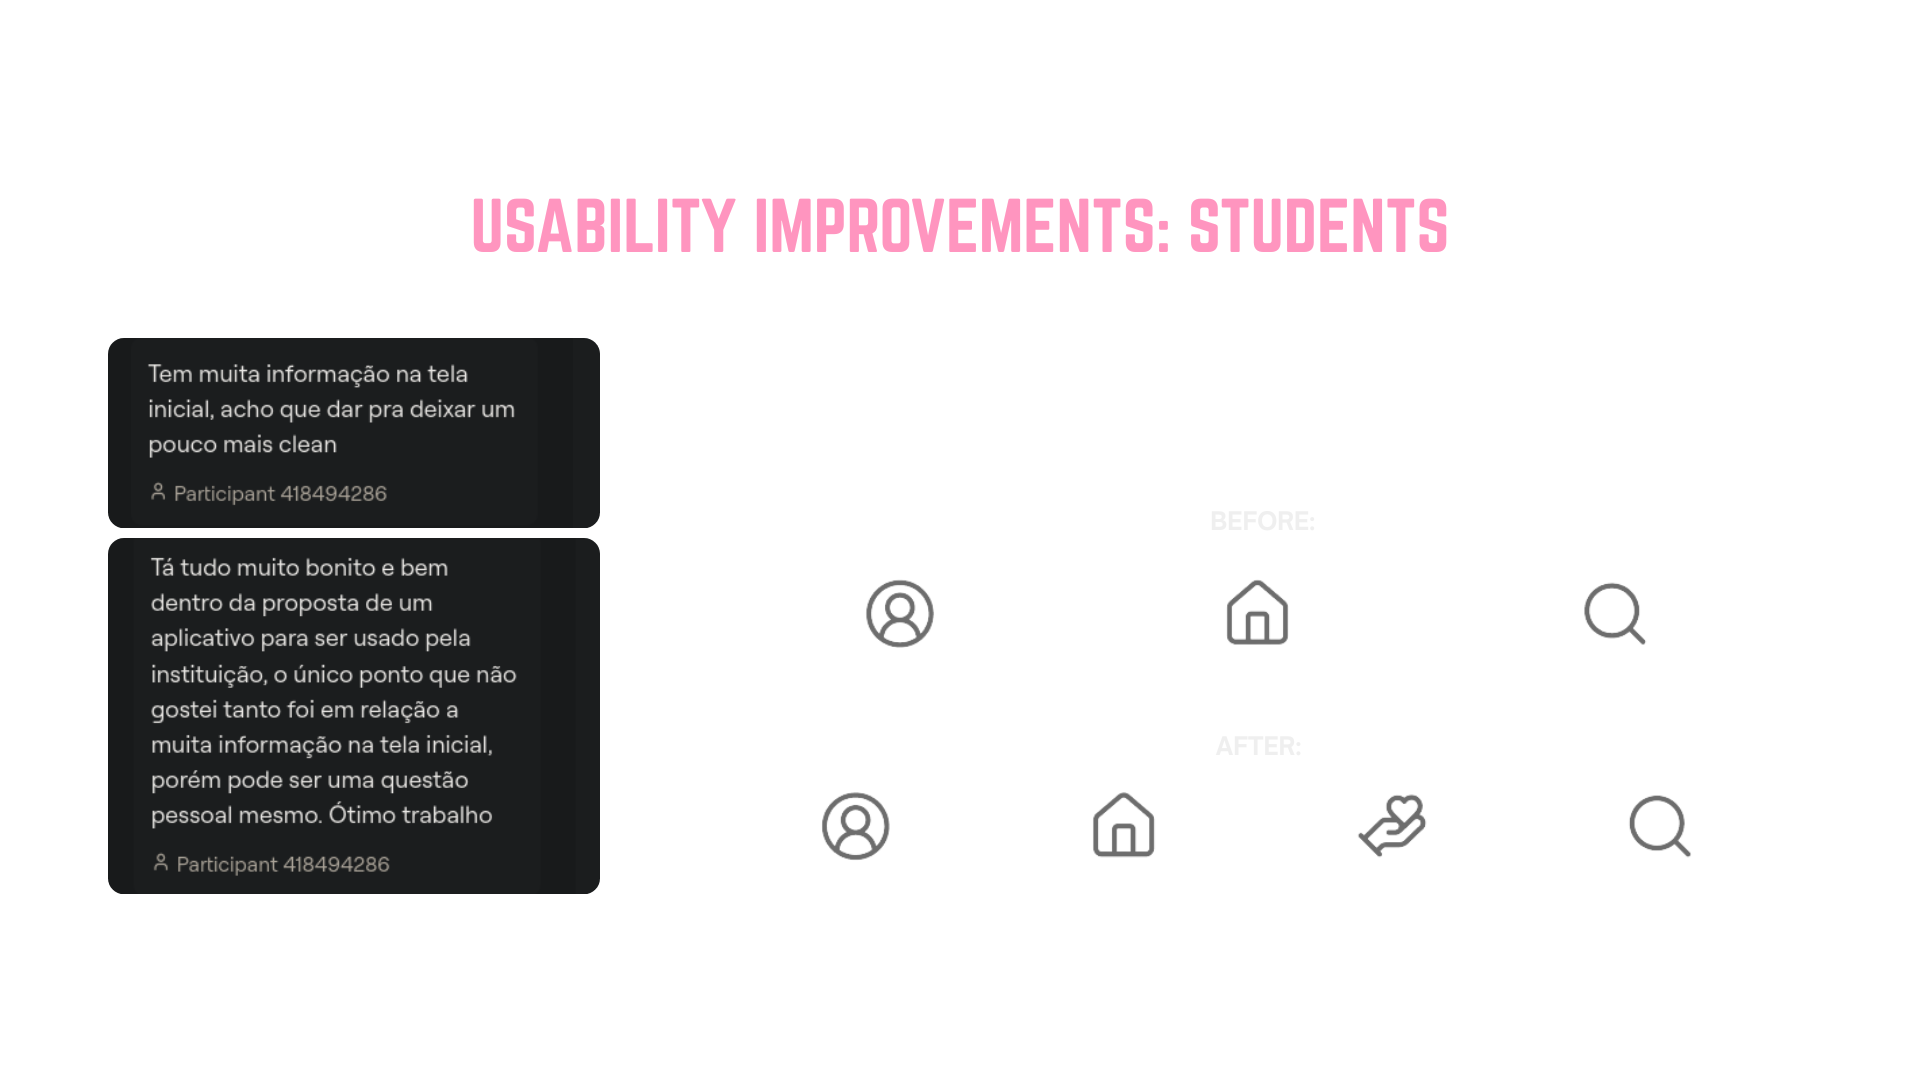 USABILITY IMPROVEMENTS: STUDENTS
Tem muita informação na tela
inicial, acho que dar pra deixar um
pouco mais clean
Participant 418494286
Tá tudo muito bonito e bem
dentro da proposta de um
aplicativo para ser usado pela
instituição, o único ponto que não
gostei tanto foi em relação a
muita informação na tela inicial,
porém pode ser uma questão
pessoal mesmo. Ótimo trabalho
Participant 418494286
BEFORE:
AFTER: